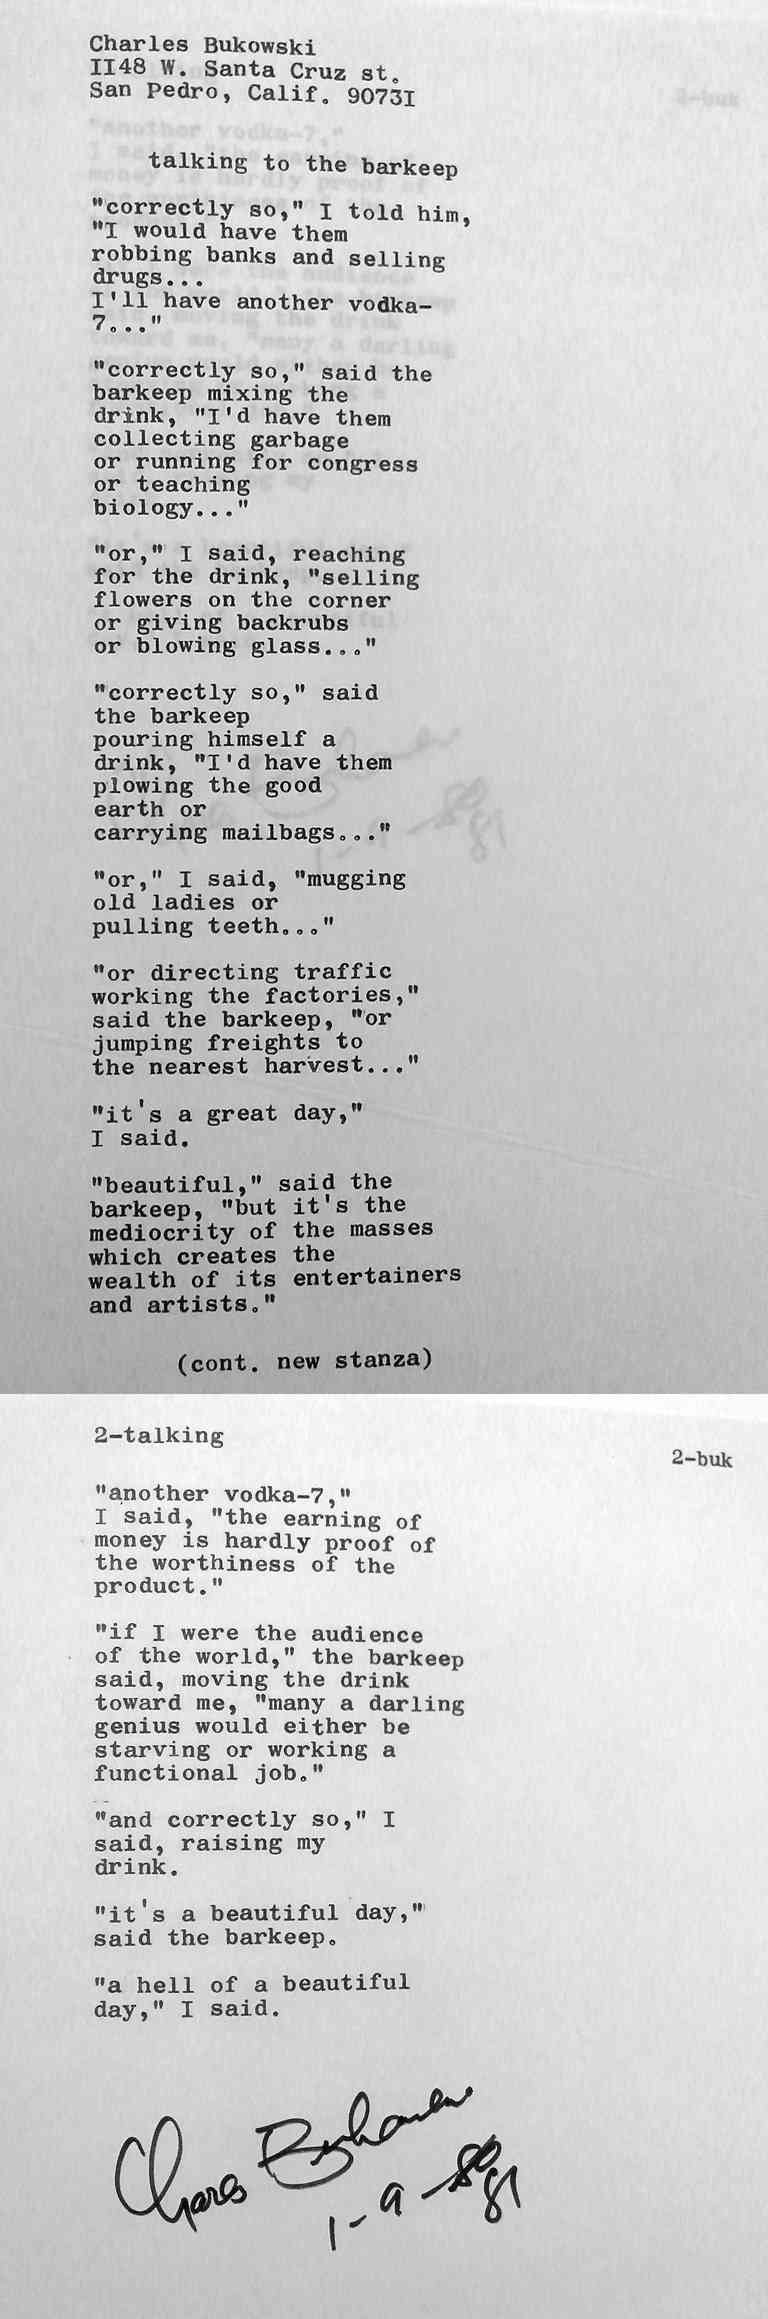 Charles Bukowski
II48 W. Santa Cruz st.
San Pedro, Calif. 9073I
talking to the barkeep
"correctly so," I told him,
"I would have them
robbing banks and selling
drugs...
I'll have another vodka-
7..."
"correctly so," said the
barkeep mixing the
drink, "I'd have them
collecting garbage
or running for congress
or teaching
biology..."
"or," I said, reaching
for the drink, "selling
flowers on the corner
or giving backrubs
or blowing glass..."
"correctly so," said
the barkeep
pouring himself a
drink, "I'd have them
plowing the good
earth or
carrying mailbags..."
"or," I said, "mugging
old ladies or
pulling teeth..."
"or directing traffic
working the factories,"
said the barkeep, "or
jumping freights to
the nearest harvest..."
"it's a great day,"
I said.
"beautiful," said the
barkeep, "but it's the
mediocrity of the masses
which creates the
wealth of its entertainers
and artists."
(cont. new stanza)
2-talking
2-buk
"another vodka-7,"
I said, "the earning of
money is hardly proof of
the worthiness of the
product."
"if I were the audience
of the world," the barkeep
said, moving the drink
toward me, "many a darling
genius would either be
starving or working a
functional job."
"and correctly so," I
said, raising my
drink.
"it's a beautiful day,"
said the barkeep.
"a hell of a beautiful
day," I said.
Charles Bukowski
1-9-80
81